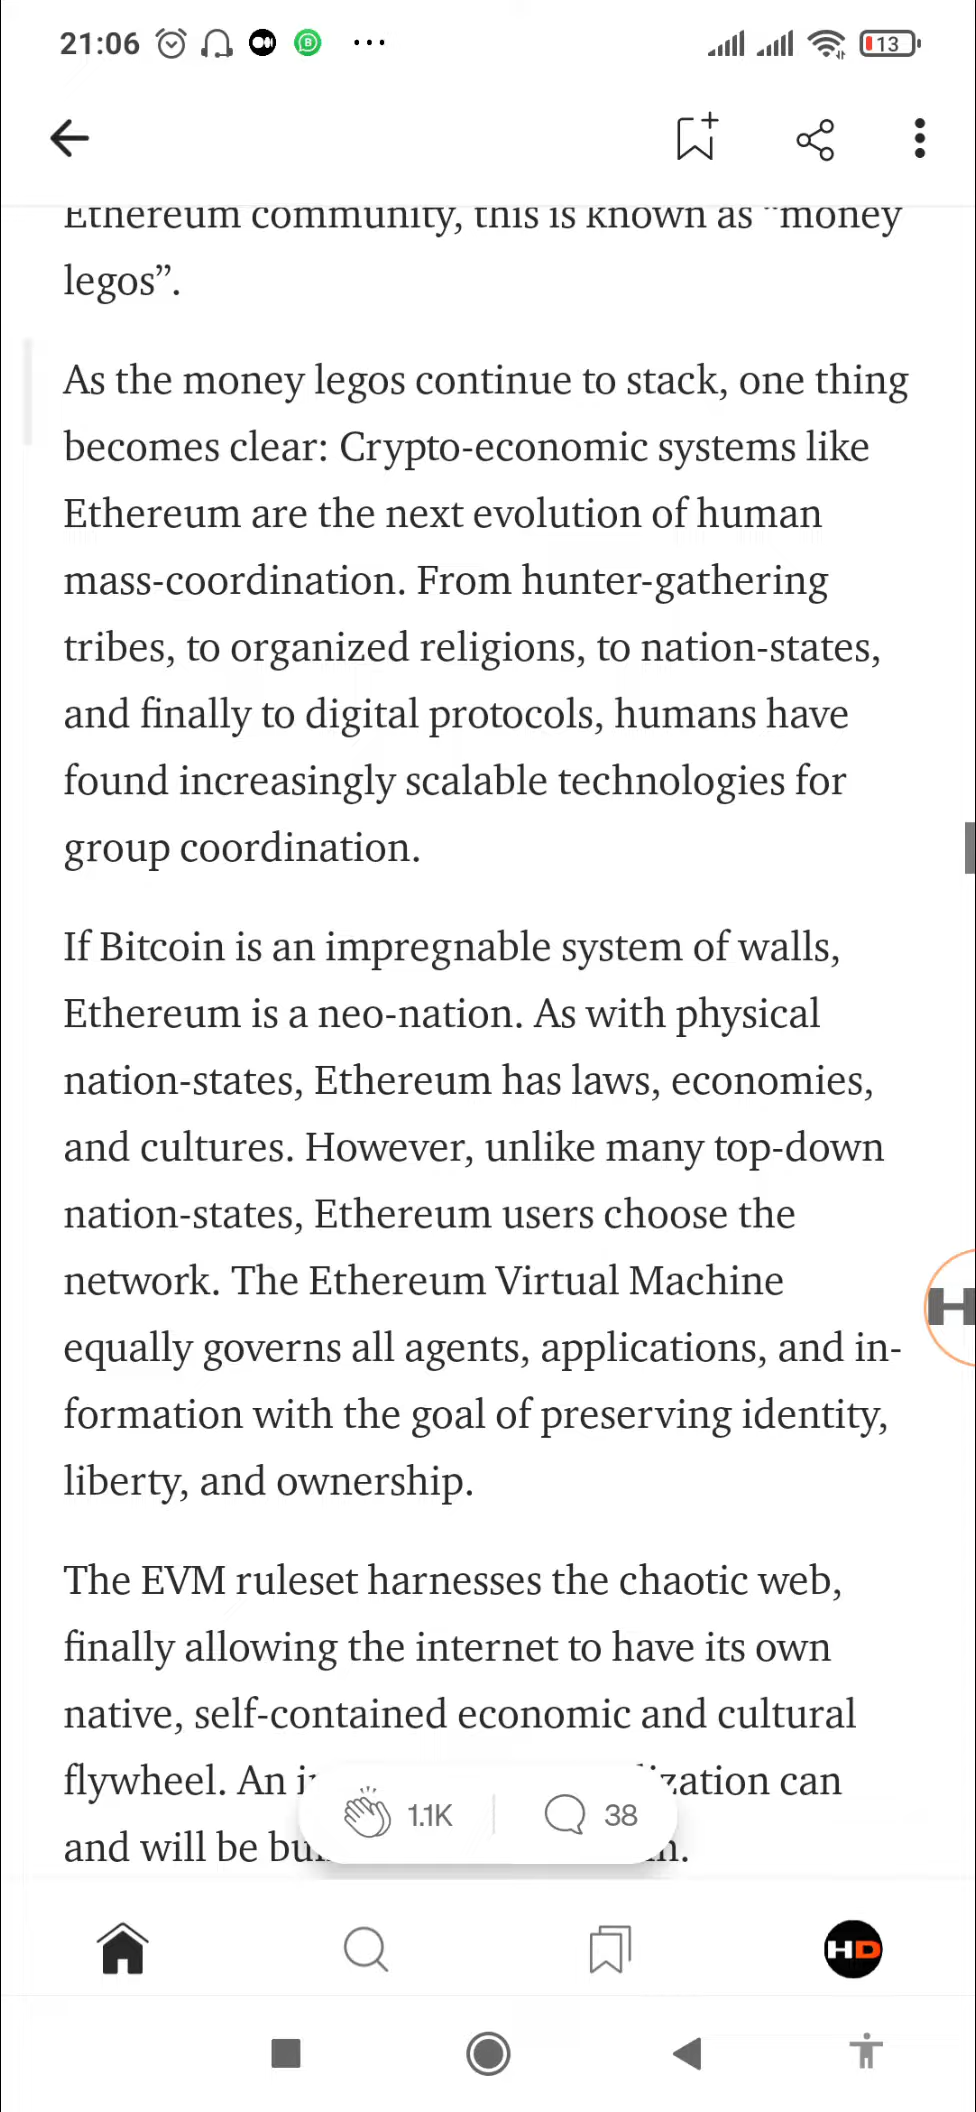 21:06
13
Ethereum community, this is known as "money
legos”.
As the money legos continue to stack, one thing
becomes clear: Crypto-economic systems like
Ethereum are the next evolution of human
mass-coordination. From hunter-gathering
tribes, to organized religions, to nation-states,
and finally to digital protocols, humans have
found increasingly scalable technologies for
group coordination.
If Bitcoin is an impregnable system of walls,
Ethereum is a neo-nation. As with physical
nation-states, Ethereum has laws, economies,
and cultures. However, unlike many top-down
nation-states, Ethereum users choose the
network. The Ethereum Virtual Machine
H
equally governs all agents, applications, and in-
formation with the goal of preserving identity,
liberty, and ownership.
The EVM ruleset harnesses the chaotic web,
finally allowing the internet to have its own
native, self-contained economic and cultural
flywheel. An can
1.1K 38
and will be
HD